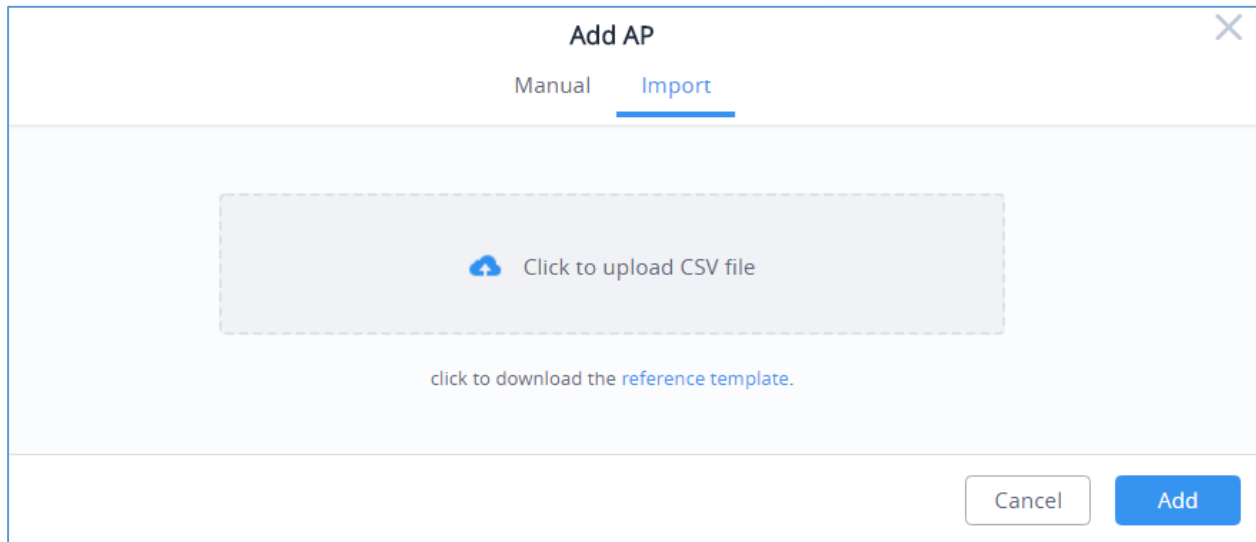 Add AP
Manual Import
Click to upload CSV file
click to download the reference template.
Cancel Add